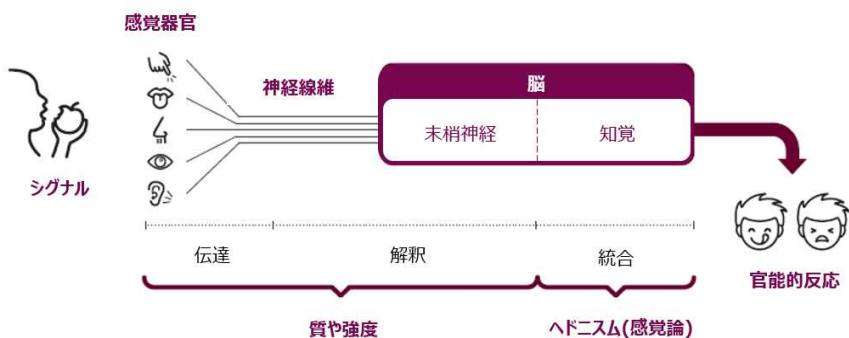 感覚器官
神経線維
脳
末梢神経
知覚
シグナル
伝達
解釈
統合
官能的反応
質や強度
ヘドニスム(感覚論)